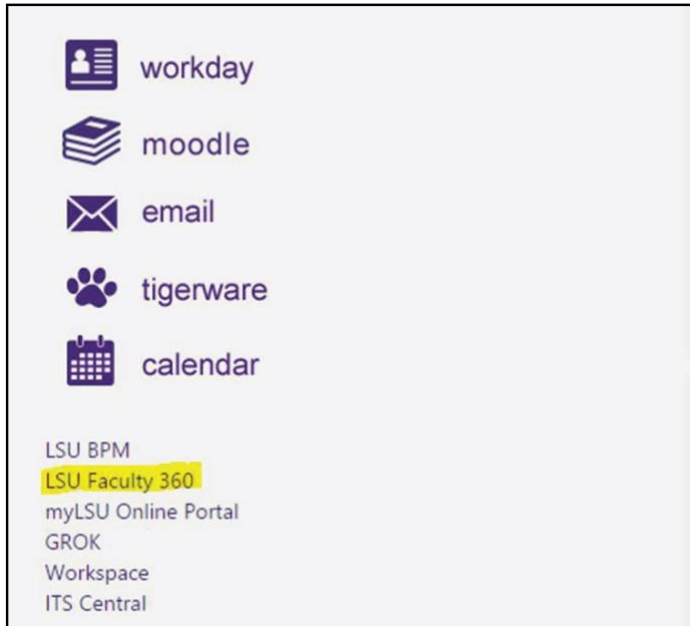 workday
moodle
email
tigerware
calendar
LSU BPM
LSU Faculty 360
myLSU Online Portal
GROK
Workspace
ITS Central